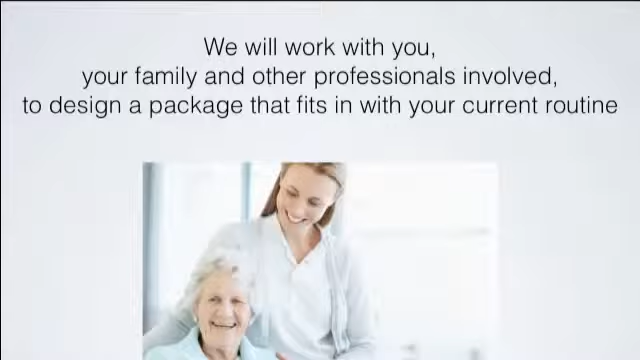 We will work with you,
your family and other professionals involved,
to design a package that fits in with your current routine